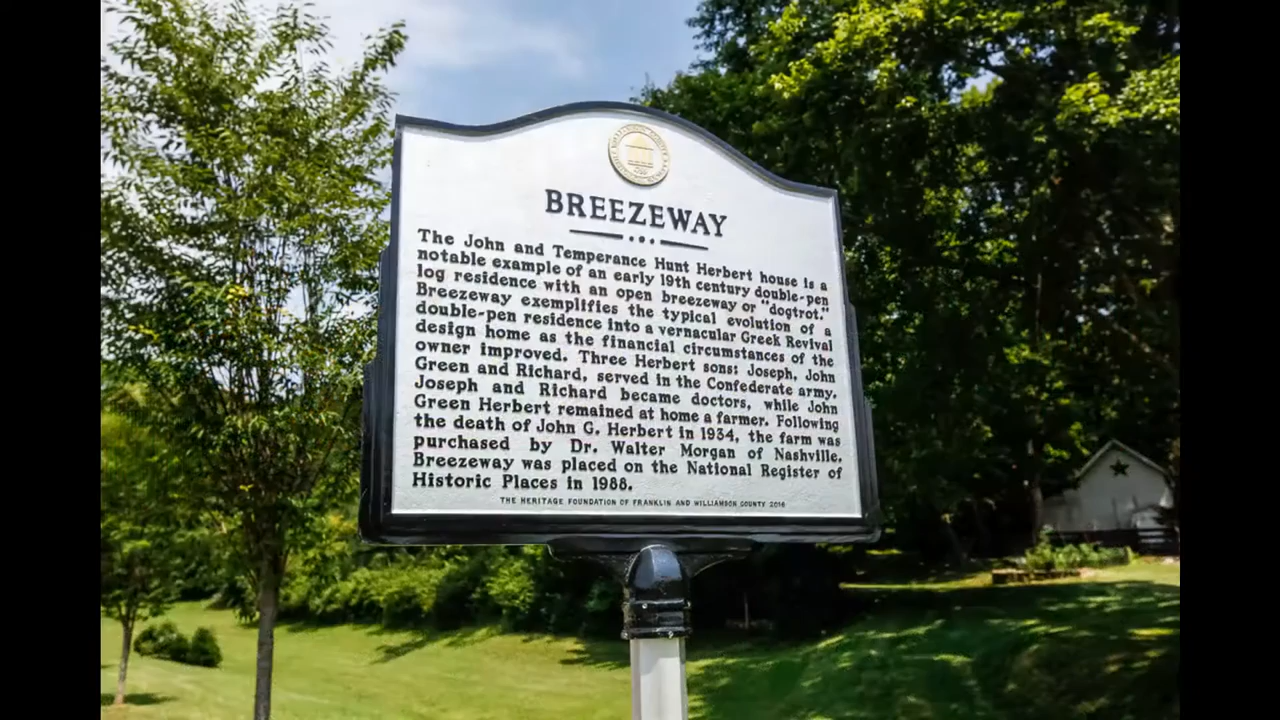 BREEZEWAY
The John and Temperance Hunt Herbert house is a
notable example of an early 19th century double-pen
log residence with an open breezeway or "dogtrot."
Breezeway exemplifies the typical evolution of a
double-pen residence into a vernacular Greek Revival
design home as the financial circumstances of the
owner improved. Three Herbert sons: Joseph, John
Green and Richard, served in the Confederate army.
Joseph and Richard became doctors, while John
Green Herbert remained at home a farmer. Following
the death of John G. Herbert in 1934, the farm was
purchased by Dr. Walter Morgan of Nashville.
Breezeway was placed on the National Register of
Historic Places in 1988.
THE HERITAGE FOUNDATION OF FRANKLIN AND WILLIAMSON COUNTY 2016